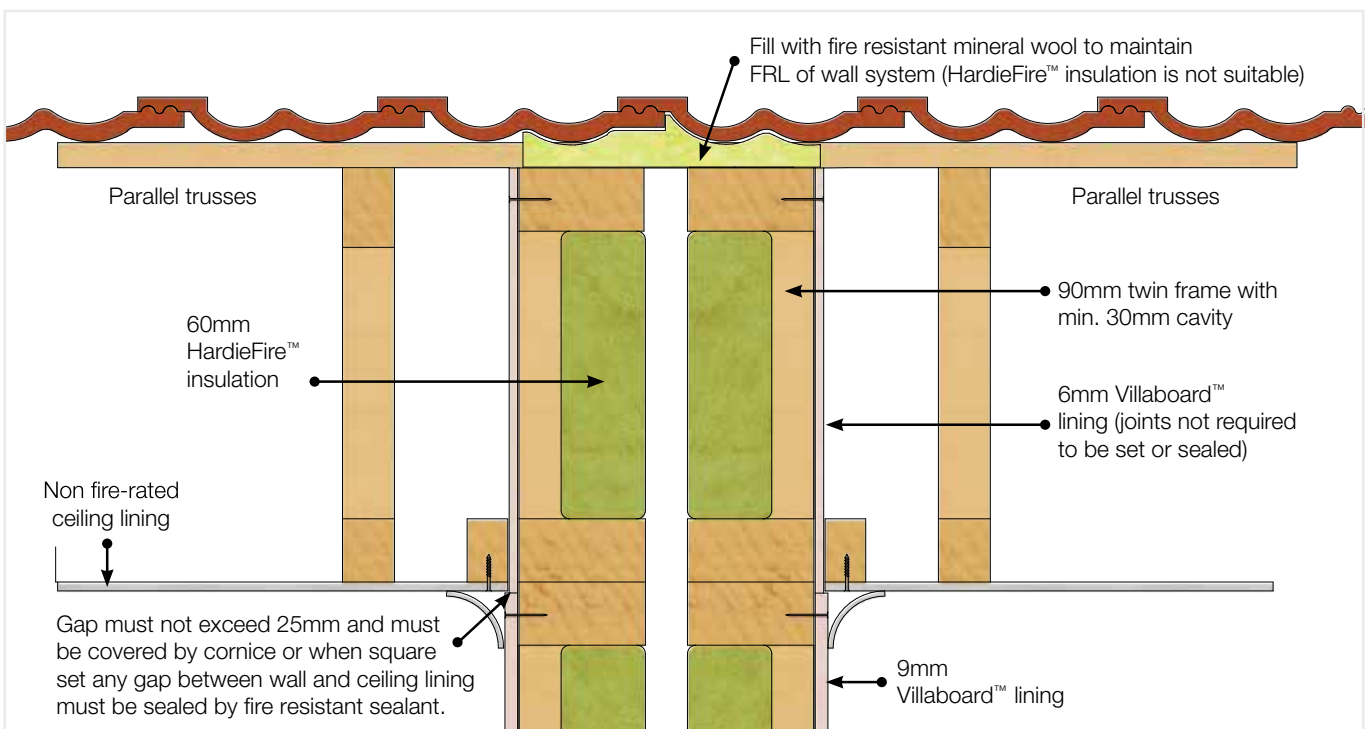 Fill with fire resistant mineral wool to maintain
FRL of wall system (HardieFire™ insulation is not suitable)
Parallel trusses
Parallel trusses
90mm twin frame with
min. 30mm cavity
60mm
HardieFire™
insulation
6mm Villaboard™
lining (joints not required
to be set or sealed)
Non fire-rated
ceiling lining
Gap must not exceed 25mm and must
be covered by cornice or when square
set any gap between wall and ceiling lining
must be sealed by fire resistant sealant.
9mm
Villaboard™ lining